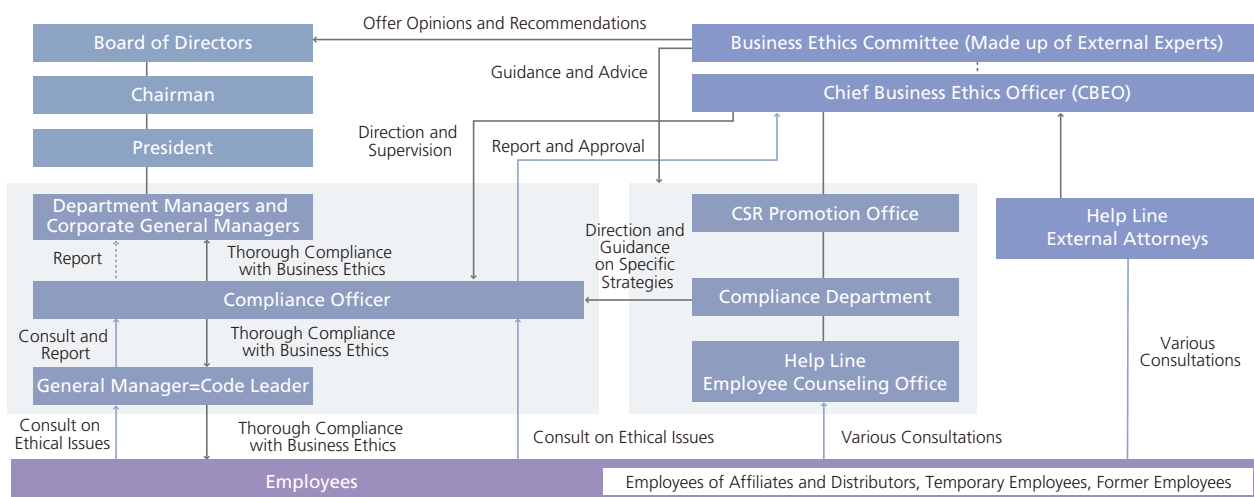 Offer Opinions and Recommendations
Board of Directors
Business Ethics Committee (Made up of External Experts)
Guidance and Advice
Chairman
Chief Business Ethics Officer (CBEO)
Direction and
Supervision
President
Report and Approval
Department Managers and
Corporate General Managers
CSR Promotion Office
Help Line
External Attorneys
Report
Thorough Compliance
with Business Ethics
Direction and
Guidance
on Specific
Strategies
Compliance Officer
Compliance Department
Consult and
Report
Thorough Compliance
with Business Ethics
Various
Consultations
Help Line
Employee Counseling Office
General Manager=Code Leader
Consult on
Ethical Issues
Thorough Compliance
with Business Ethics
Consult on Ethical Issues
Various Consultations
Employees
Employees of Affiliates and Distributors, Temporary Employees, Former Employees